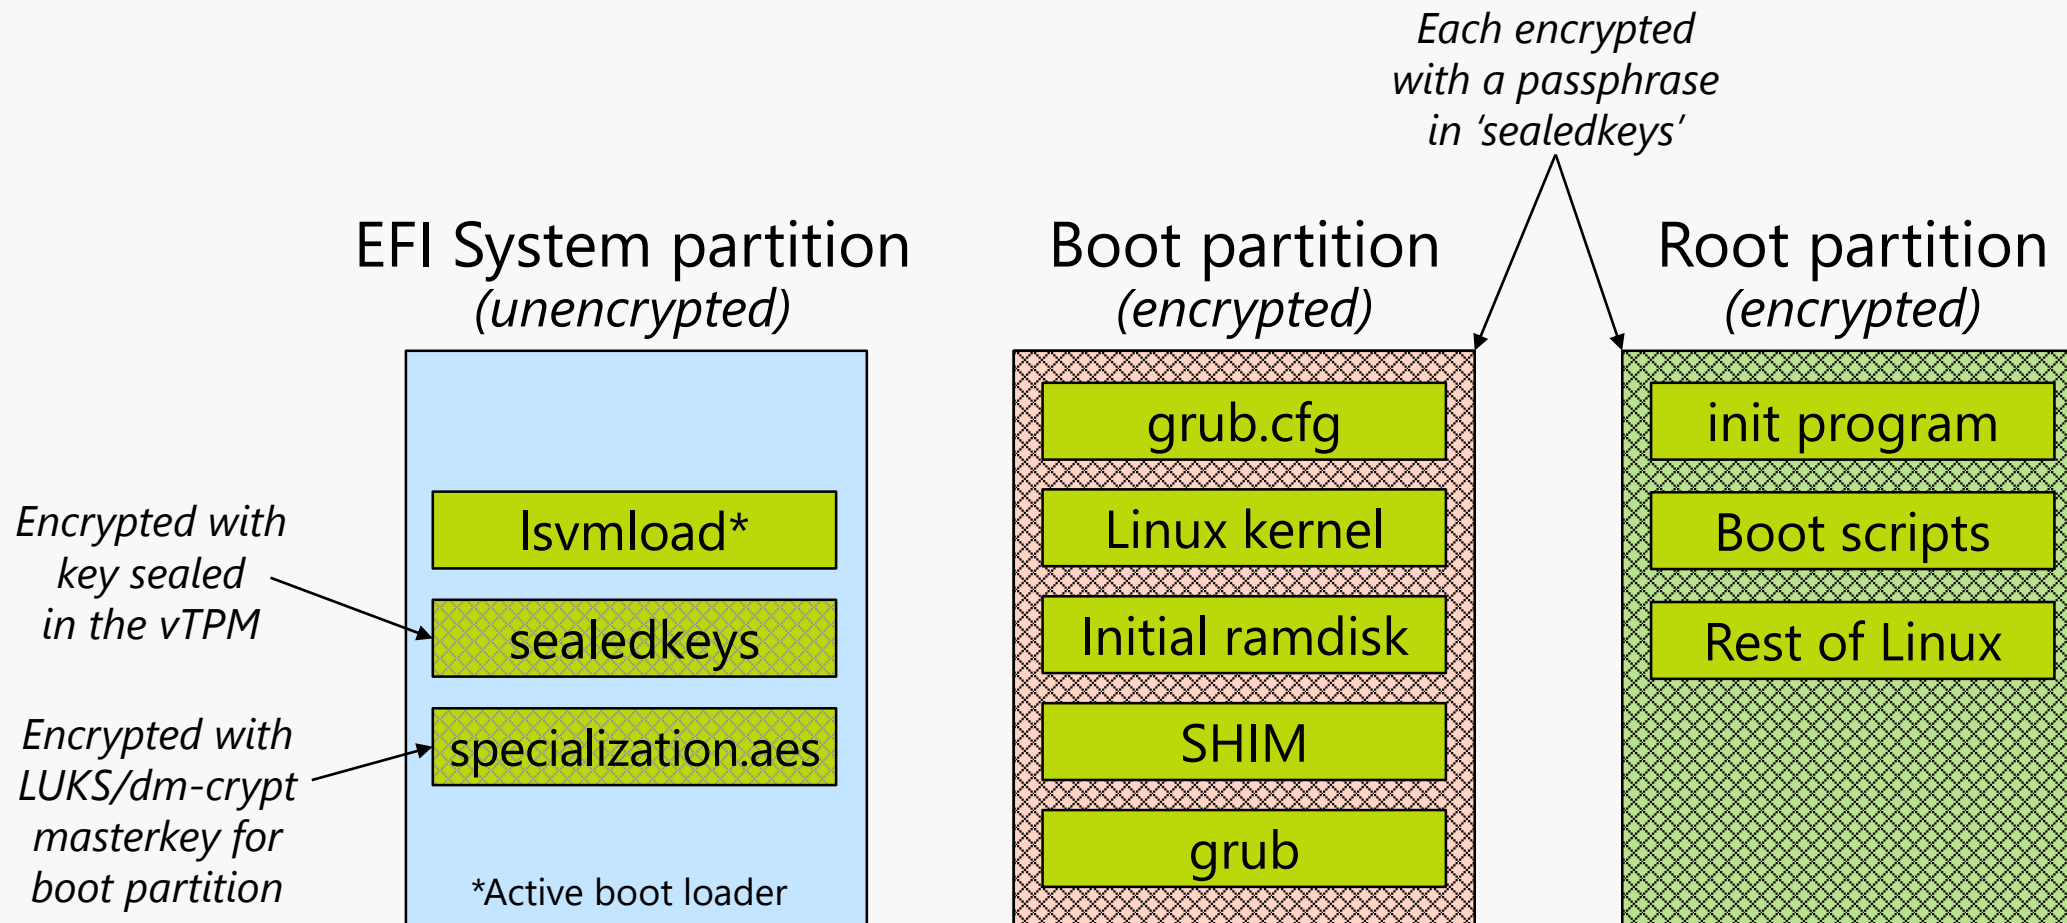 Each encrypted
with a passphrase
in ‘sealedkeys’
EFI System partition
(unencrypted)
Boot partition
(encrypted)
Root partition
(encrypted)
Encrypted with
key sealed
in the vTPM
Encrypted with
LUKS/dm-crypt
masterkey for
boot partition
lsvmload*
sealedkeys
specialization.aes
*Active boot loader
grub.cfg
Linux kernel
Initial ramdisk
SHIM
grub
init program
Boot scripts
Rest of Linux